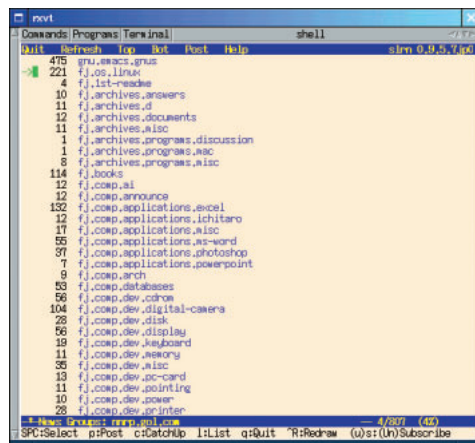 rxvt
Commands Programs Terminal shell
Quit Refresh Top Bot Post Help slrn 0.9.5.7jp0
475 gnu.emacs.gnus
-> 221 fj.os.linux
4 fj.1st-readme
10 fj.archives.answers
11 fj.archives.d
12 fj.archives.documents
11 fj.archives.misc
1 fj.archives.programs.discussion
1 fj.archives.programs.mac
8 fj.archives.programs.misc
114 fj.books
12 fj.comp.ai
12 fj.comp.announce
132 fj.comp.applications.excel
12 fj.comp.applications.ichitaro
17 fj.comp.applications.misc
55 fj.comp.applications.ms-word
37 fj.comp.applications.photoshop
7 fj.comp.applications.powerpoint
9 fj.comp.arch
53 fj.comp.databases
56 fj.comp.dev.cdrom
104 fj.comp.dev.digital-camera
28 fj.comp.dev.disk
56 fj.comp.dev.display
19 fj.comp.dev.keyboard
11 fj.comp.dev.memory
35 fj.comp.dev.misc
13 fj.comp.dev.pc-card
11 fj.comp.dev.pointing
10 fj.comp.dev.power
28 fj.comp.dev.printer
-*-News Groups: nnrp.gol.com -- 4/807 (4%)
SPC:Select p:Post c:CatchUp l:List q:Quit ^R:Redraw (u)s:(Un)Subscribe